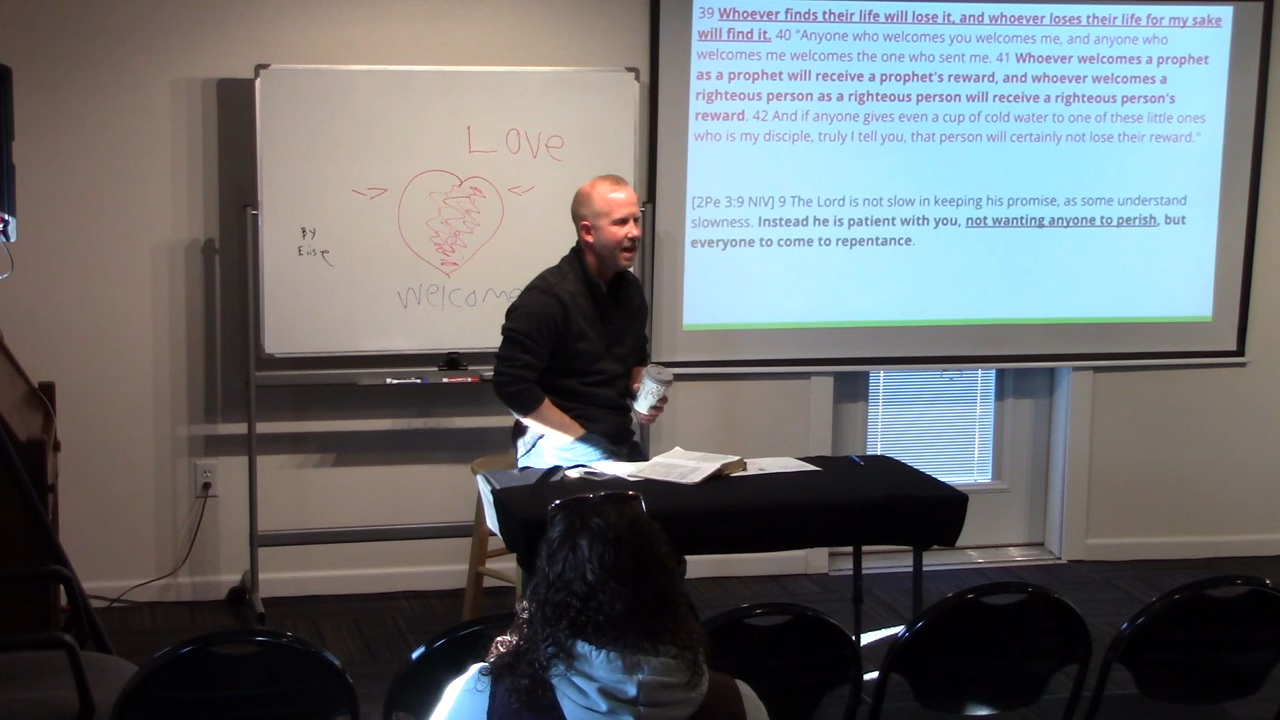 Love
By
Welcome
39 Whoever finds their life will lose it, and whoever loses their life for my sake
will find it. 40 "Anyone who welcomes you welcomes me, and anyone who
welcomes me welcomes the one who sent me. 41 Whoever welcomes a prophet
as a prophet will receive a prophet's reward, and whoever welcomes a
righteous person as a righteous person will receive a righteous person's
reward. 42 And if anyone gives even a cup of cold water to one of these little ones
who is my disciple, truly I tell you, that person will certainly not lose their reward."
[2Pe 3:9 NIV] 9 The Lord is not slow in keeping his promise, as some understand
slowness. Instead he is patient with you, not wanting anyone to perish, but
everyone to come to repentance.